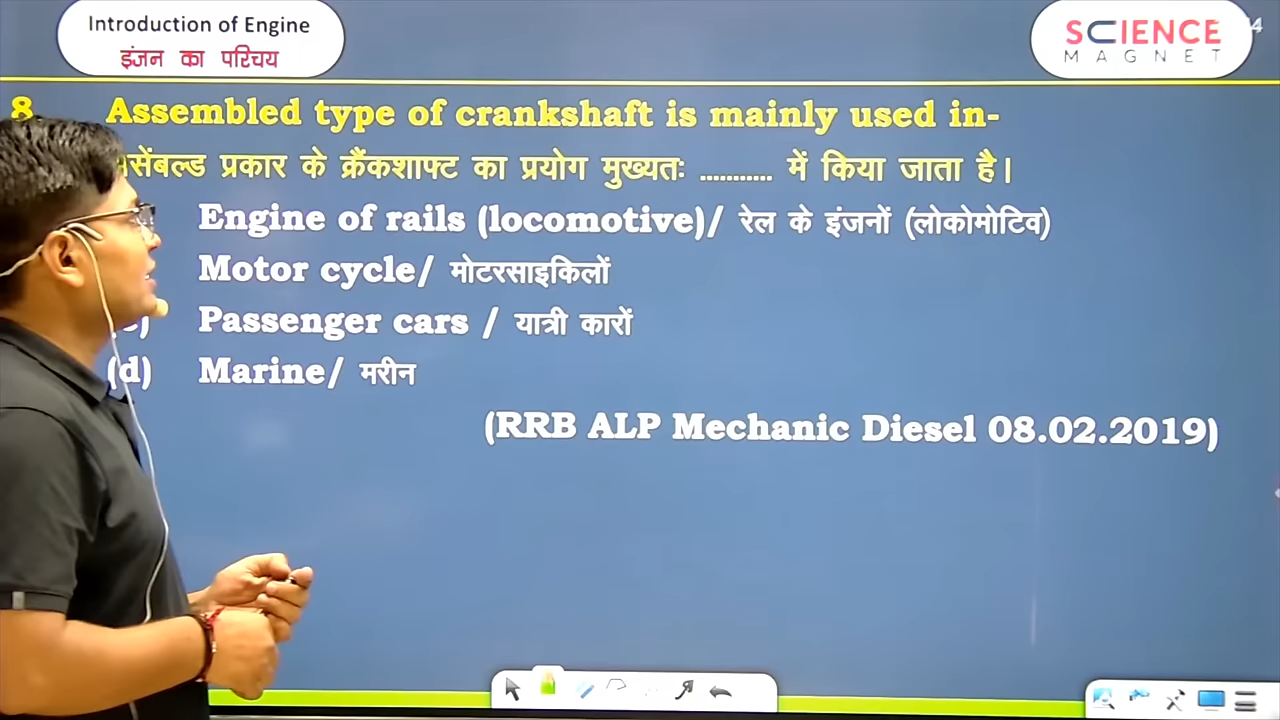 Introduction of Engine
इंजन का परिचय
SCIENCE
MAGNET
4
8.
Assembled type of crankshaft is mainly used in-
प्रकार के क्रैंकशाफ्ट का प्रयोग मुख्यतः ........... में किया जाता है।
Engine of rails (locomotive)/ रेल के इंजनों (लोकोमोटिव)
Motor cycle/ मोटरसाइकिलों
Passenger cars / यात्री कारों
(d) Marine/ मरीन
(RRB ALP Mechanic Diesel 08.02.2019)